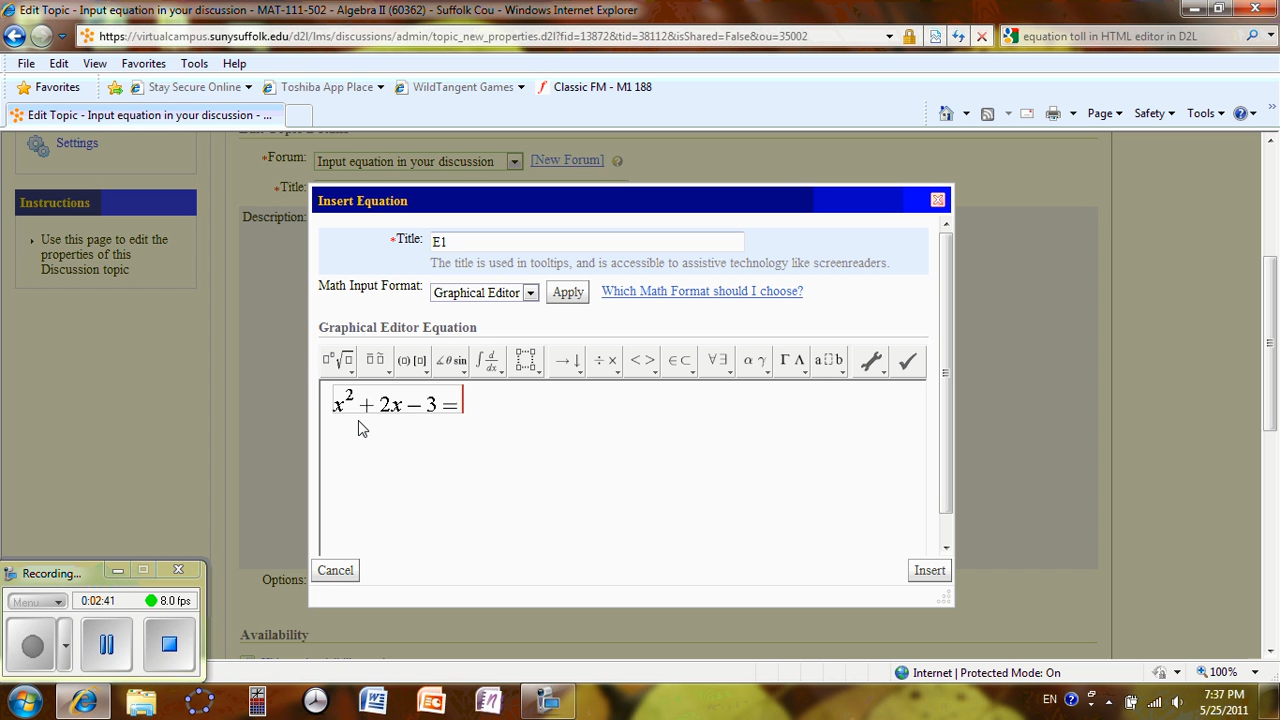 Edit Topic - Input equation in your discussion - MAT-111-502 - Algebra II (60362) - Suffolk Cou - Windows Internet Explorer
https://virtualcampus.sunysuffolk.edu/d2l/lms/discussions/admin/topic_new_properties.d2l?fid=13872&tid=38112&isShared=False&ou=35002
equation toll in HTML editor in D2L
File Edit View Favorites Tools Help
Favorites Stay Secure Online Toshiba App Place WildTangent Games Classic FM - M1 188
Edit Topic - Input equation in your discussion - ...
Page Safety Tools
Settings
*Forum: Input equation in your discussion [New Forum]
*Title:
Instructions
Use this page to edit the
properties of this
Discussion topic
Description:
Insert Equation
*Title: E1
The title is used in tooltips, and is accessible to assistive technology like screenreaders.
Math Input Format: Graphical Editor Apply Which Math Format should I choose?
Graphical Editor Equation
x² + 2x − 3 =
Cancel Insert
Options:
Availability
Recording...
Menu 0:02:41 8.0 fps
Internet | Protected Mode: On 100%
EN 7:37 PM
5/25/2011